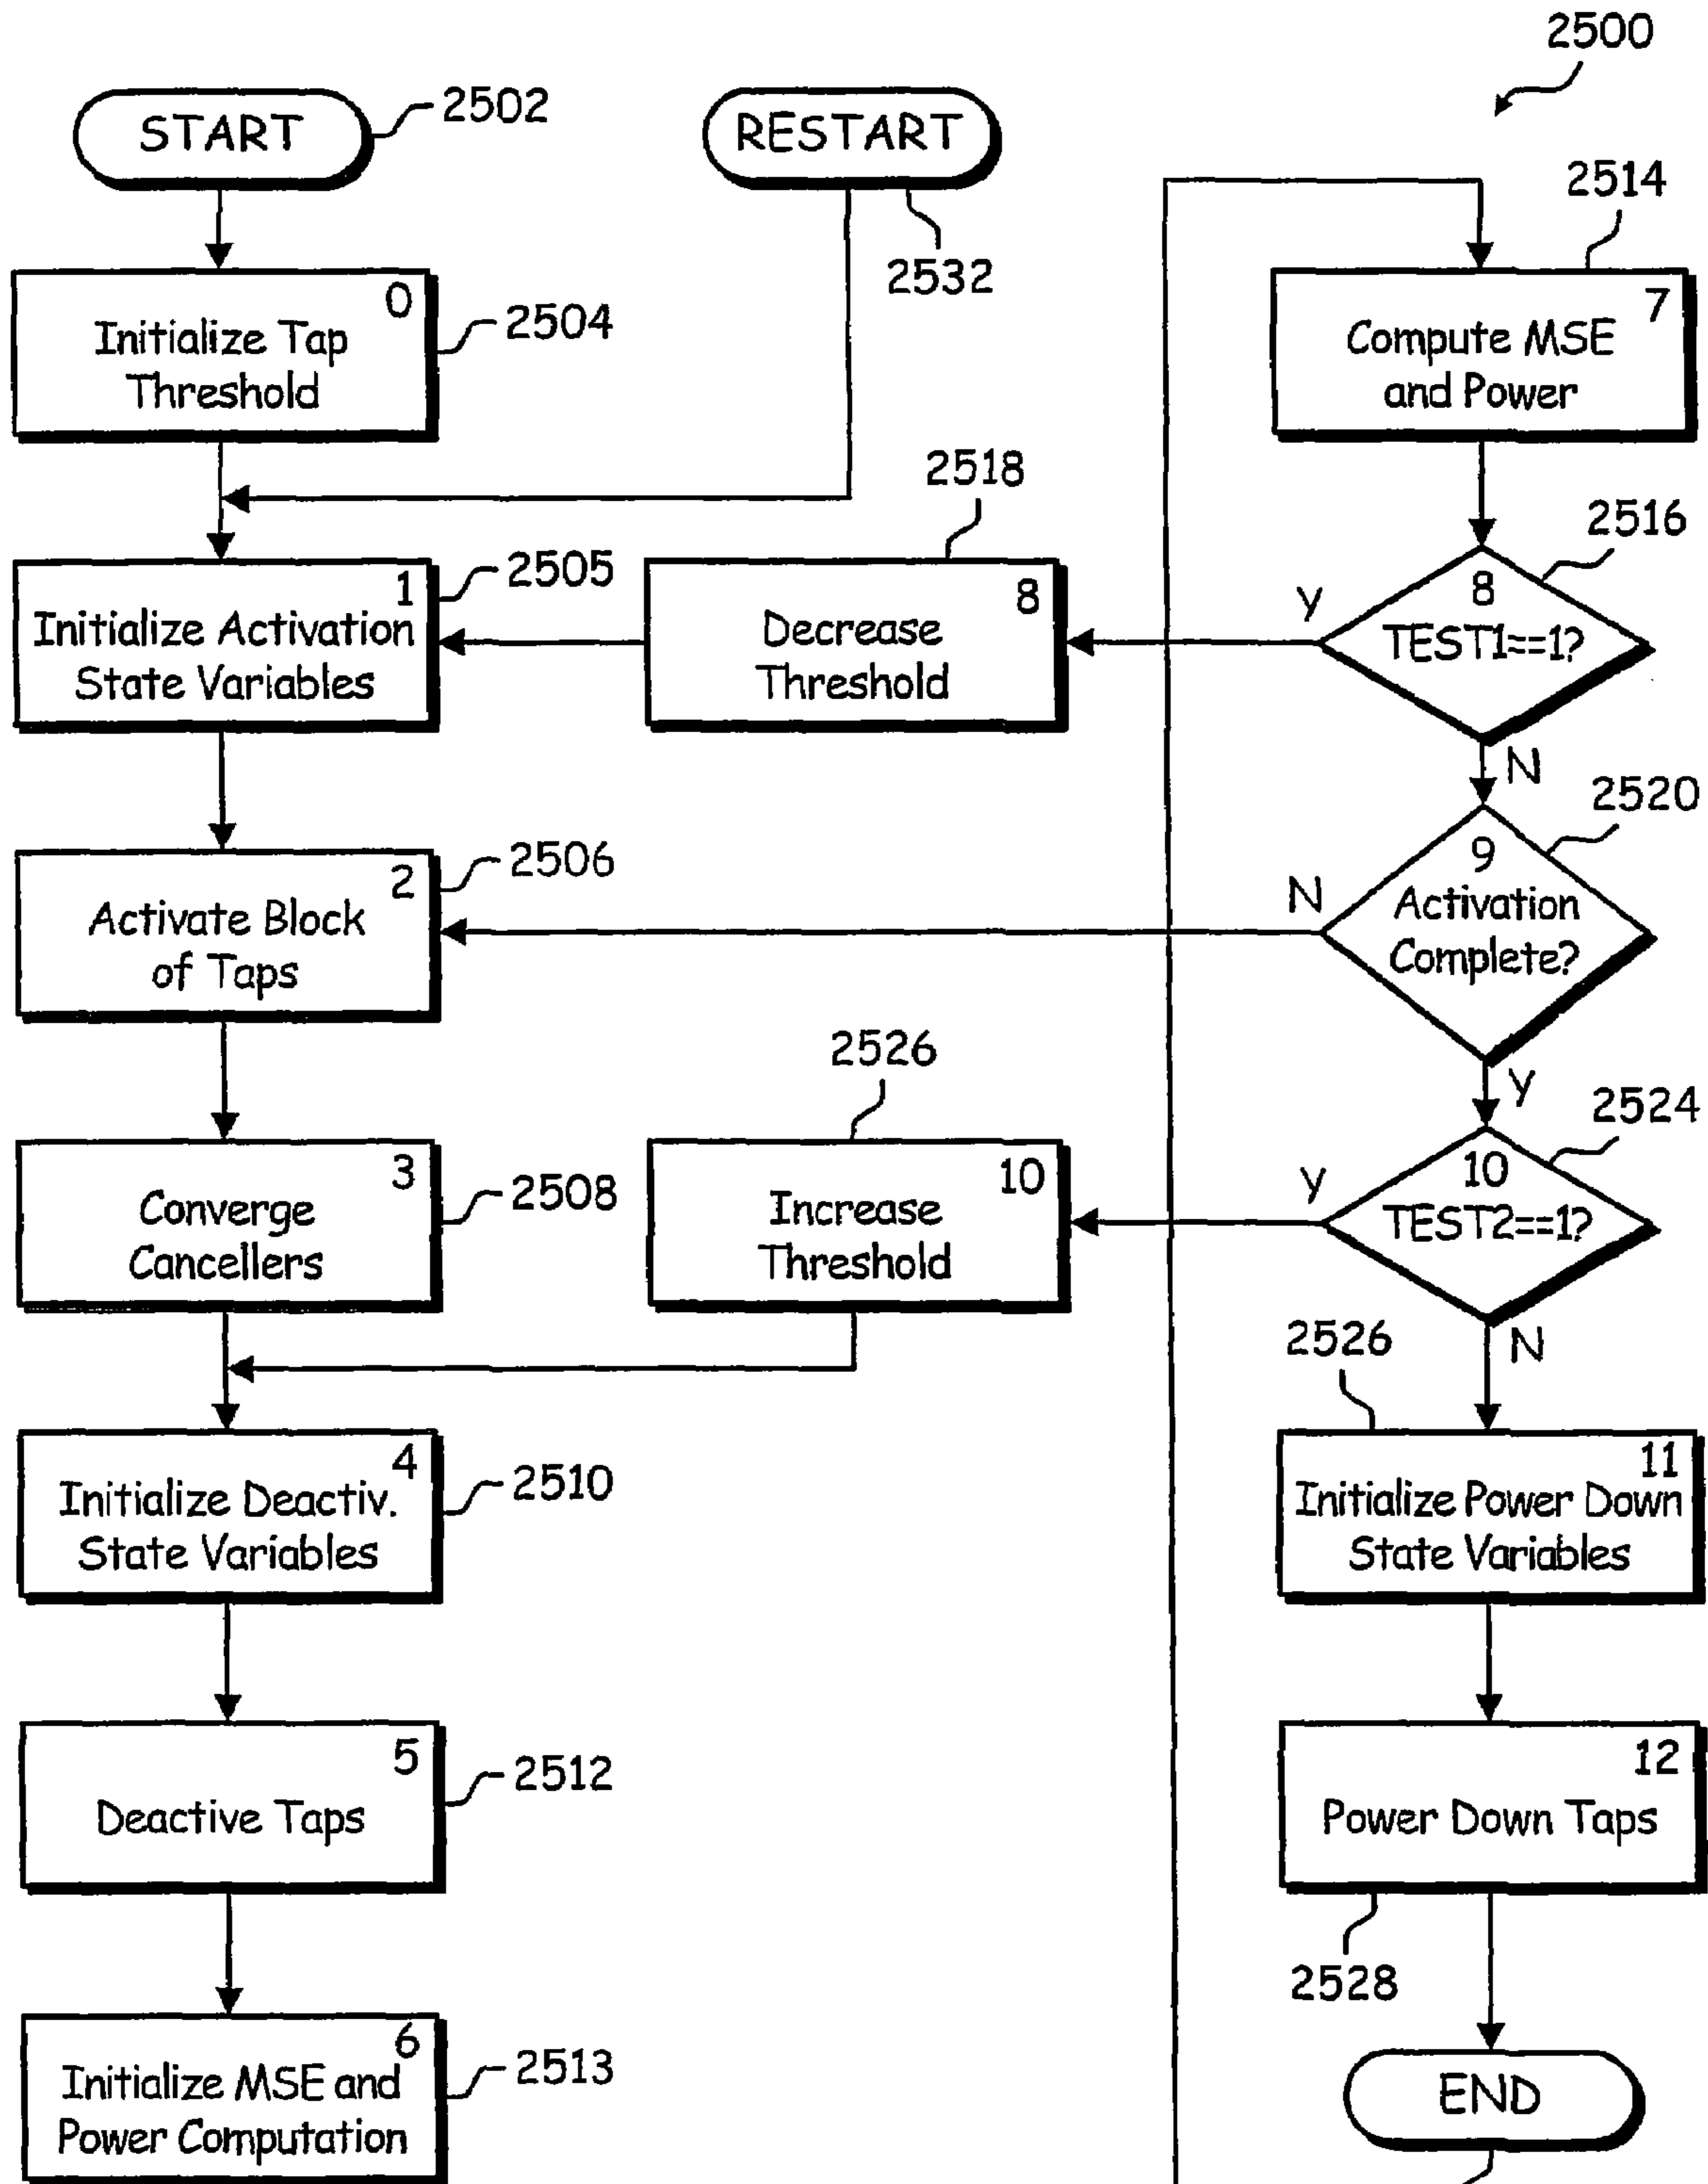 2500
START
2502
RESTART
2532
2514
0
Initialize Tap
Threshold
2504
7
Compute MSE
and Power
2518
2516
1
Initialize Activation
State Variables
2505
8
Decrease
Threshold
Y
8
TEST1==1?
N
2520
2
Activate Block
of Taps
2506
N
9
Activation
Complete?
Y
2526
2524
3
Converge
Cancellers
2508
10
Increase
Threshold
Y
10
TEST2==1?
N
2526
4
Initialize Deactiv.
State Variables
2510
11
Initialize Power Down
State Variables
5
Deactive Taps
2512
12
Power Down Taps
2528
6
Initialize MSE and
Power Computation
2513
END